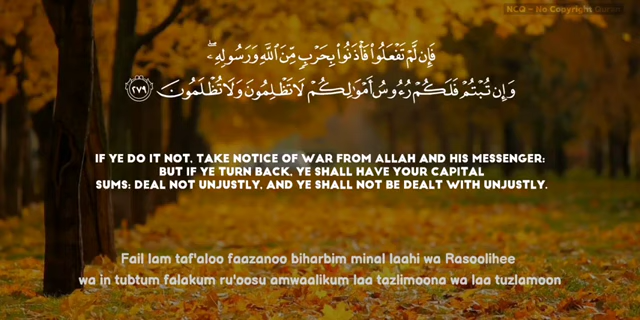 NCQ - No Copyright Quran
فَإِن لَّمْ تَفْعَلُوا۟ فَأْذَنُوا۟ بِحَرْبٍ مِّنَ ٱللَّهِ وَرَسُولِهِۦ ۖ
وَإِن تُبْتُمْ فَلَكُمْ رُءُوسُ أَمْوَٰلِكُمْ لَا تَظْلِمُونَ وَلَا تُظْلَمُونَ ٢٧٩
IF YE DO IT NOT, TAKE NOTICE OF WAR FROM ALLAH AND HIS MESSENGER:
BUT IF YE TURN BACK, YE SHALL HAVE YOUR CAPITAL
SUMS: DEAL NOT UNJUSTLY, AND YE SHALL NOT BE DEALT WITH UNJUSTLY.
Fail lam taf'aloo faazanoo biharbim minal laahi wa Rasoolihee
wa in tubtum falakum ru'oosu amwaalikum laa tazlimoona wa laa tuzlamoon